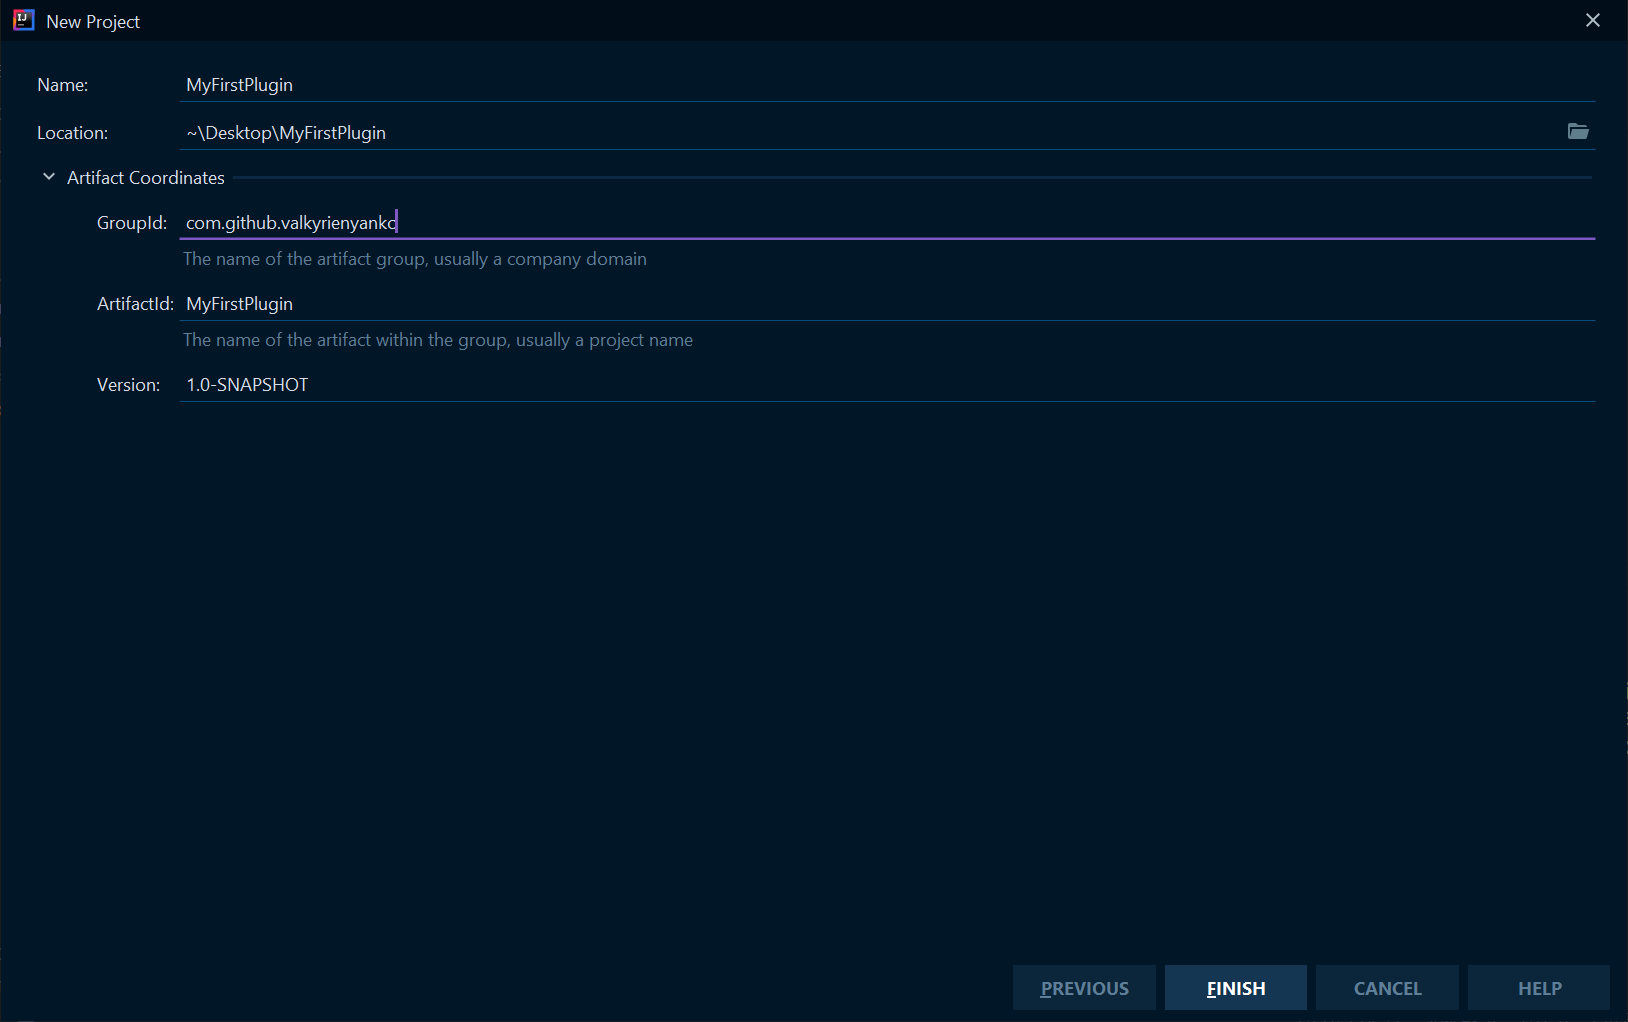 New Project
Name: MyFirstPlugin
Location: ~\Desktop\MyFirstPlugin
Artifact Coordinates
GroupId: com.github.valkyrienyanko
The name of the artifact group, usually a company domain
ArtifactId: MyFirstPlugin
The name of the artifact within the group, usually a project name
Version: 1.0-SNAPSHOT
PREVIOUS FINISH CANCEL HELP